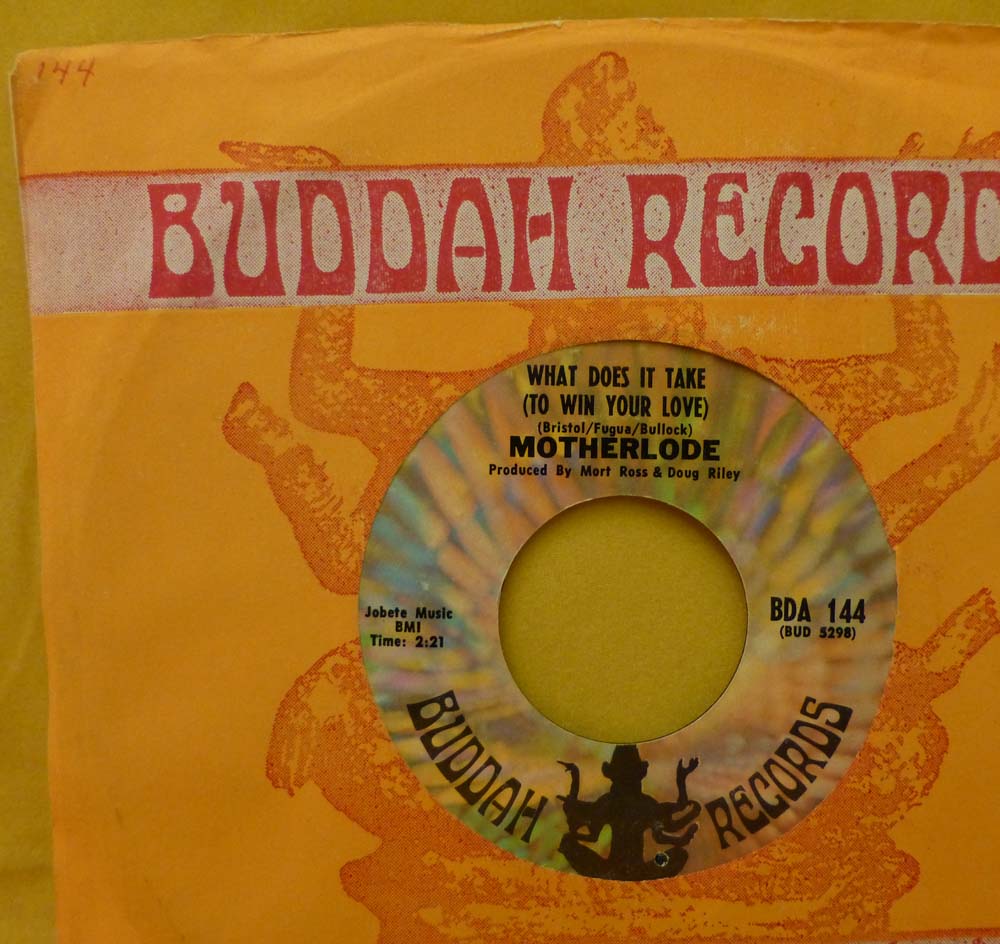 144
BUDDAH RECORD
WHAT DOES IT TAKE
(TO WIN YOUR LOVE)
(Bristol/Fugua/Bullock)
MOTHERLODE
Produced By Mort Ross & Doug Riley
Jobete Music
BMI
Time: 2:21
BDA 144
(BUD 5298)
BUDDAH RECORDS